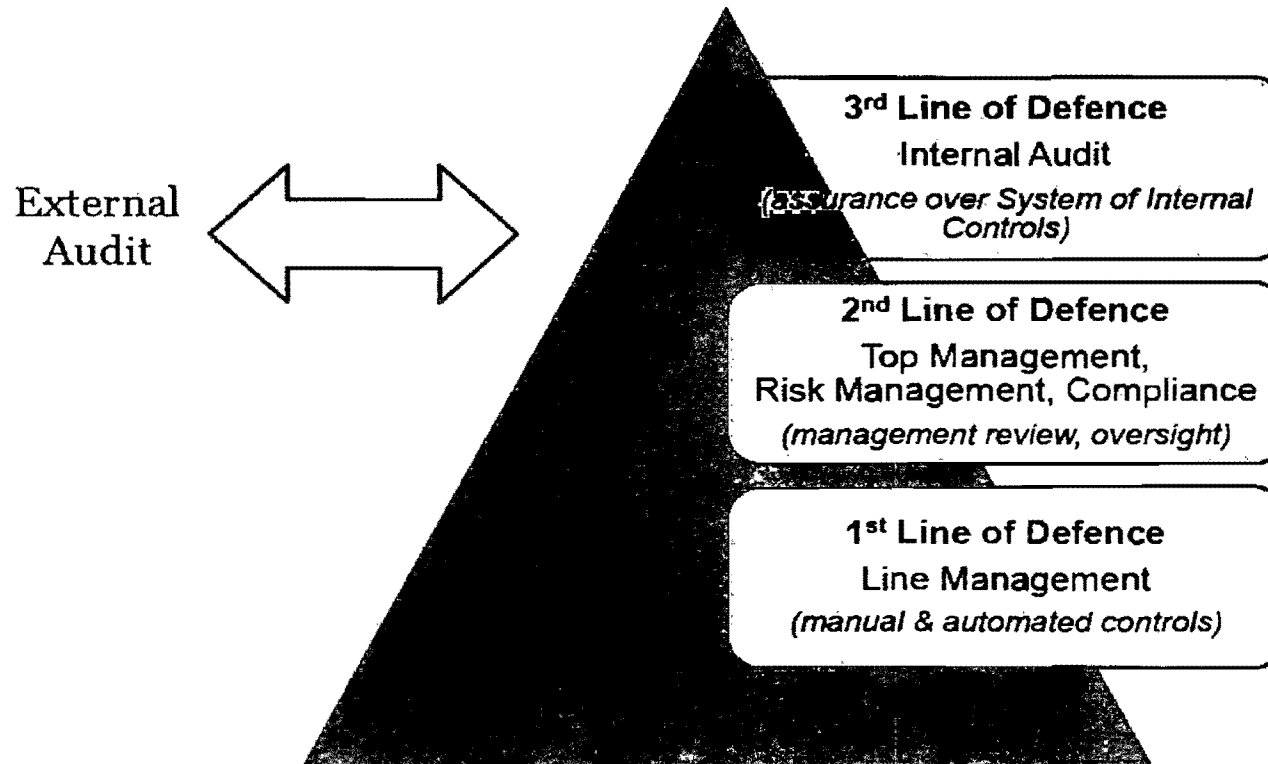 External
Audit
3rd Line of Defence
Internal Audit
(assurance over System of Internal
Controls)
2nd Line of Defence
Top Management,
Risk Management, Compliance
(management review, oversight)
1st Line of Defence
Line Management
(manual & automated controls)